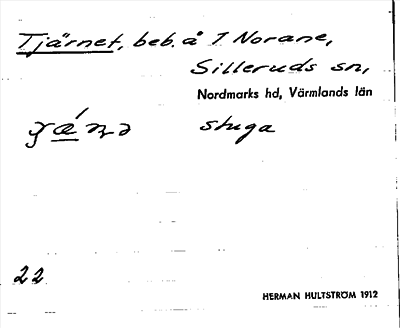 Tjärnet, beb. å 1 Norane,
Silleruds sn,
Nordmarks hd, Värmlands län
stuga
22
HERMAN HULTSTRÖM 1912